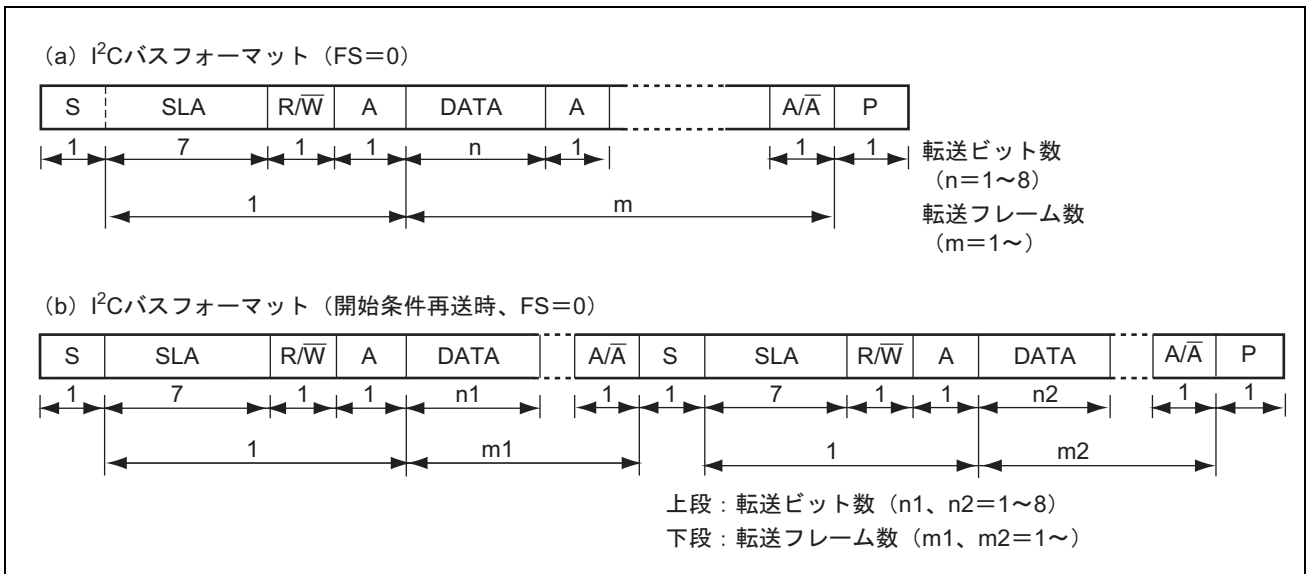 (a) I²Cバスフォーマット（FS＝0）
S SLA R/W̅ A DATA A A/A̅ P
1 7 1 1 n 1 1 1
転送ビット数
（n＝1～8）
1 m
転送フレーム数
（m＝1～）
(b) I²Cバスフォーマット（開始条件再送時、FS＝0）
S SLA R/W̅ A DATA A/A̅ S SLA R/W̅ A DATA A/A̅ P
1 7 1 1 n1 1 1 7 1 1 n2 1 1
1 m1 1 m2
上段：転送ビット数（n1、n2＝1～8）
下段：転送フレーム数（m1、m2＝1～）